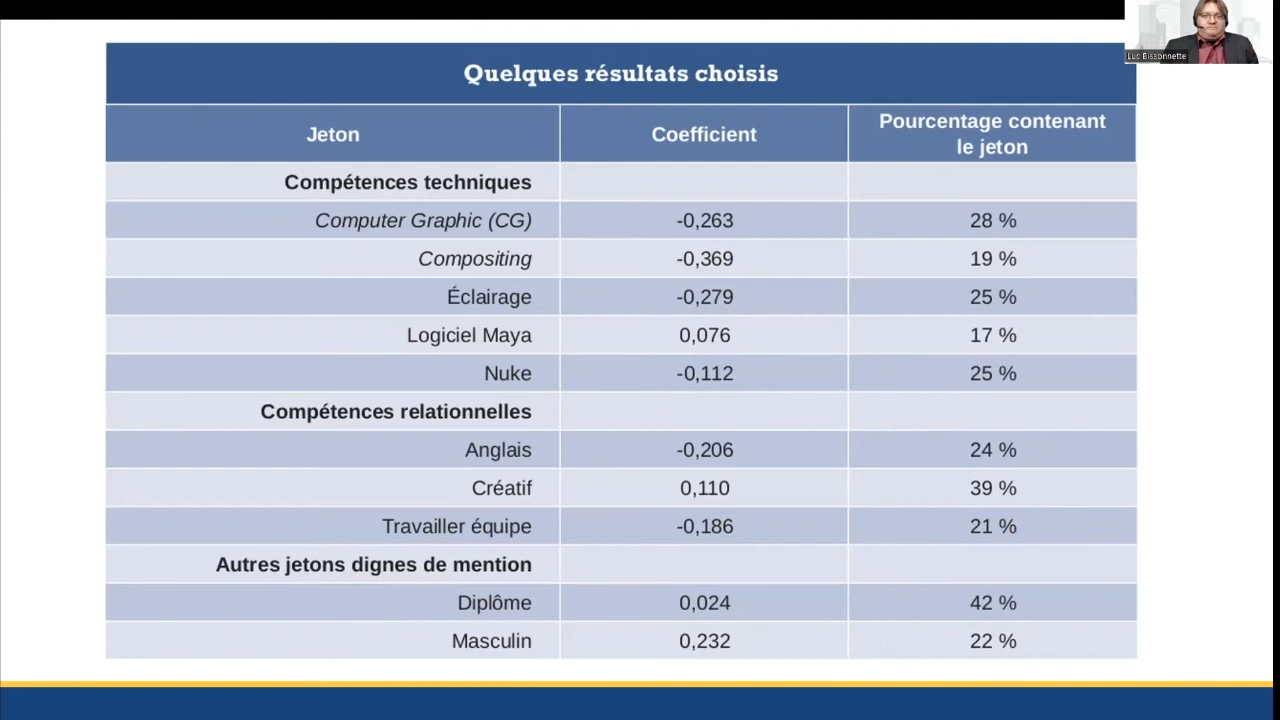 Luc Bissonnette
Quelques résultats choisis
Jeton Coefficient Pourcentage contenant le jeton
Compétences techniques
Computer Graphic (CG) -0,263 28 %
Compositing -0,369 19 %
Éclairage -0,279 25 %
Logiciel Maya 0,076 17 %
Nuke -0,112 25 %
Compétences relationnelles
Anglais -0,206 24 %
Créatif 0,110 39 %
Travailler équipe -0,186 21 %
Autres jetons dignes de mention
Diplôme 0,024 42 %
Masculin 0,232 22 %